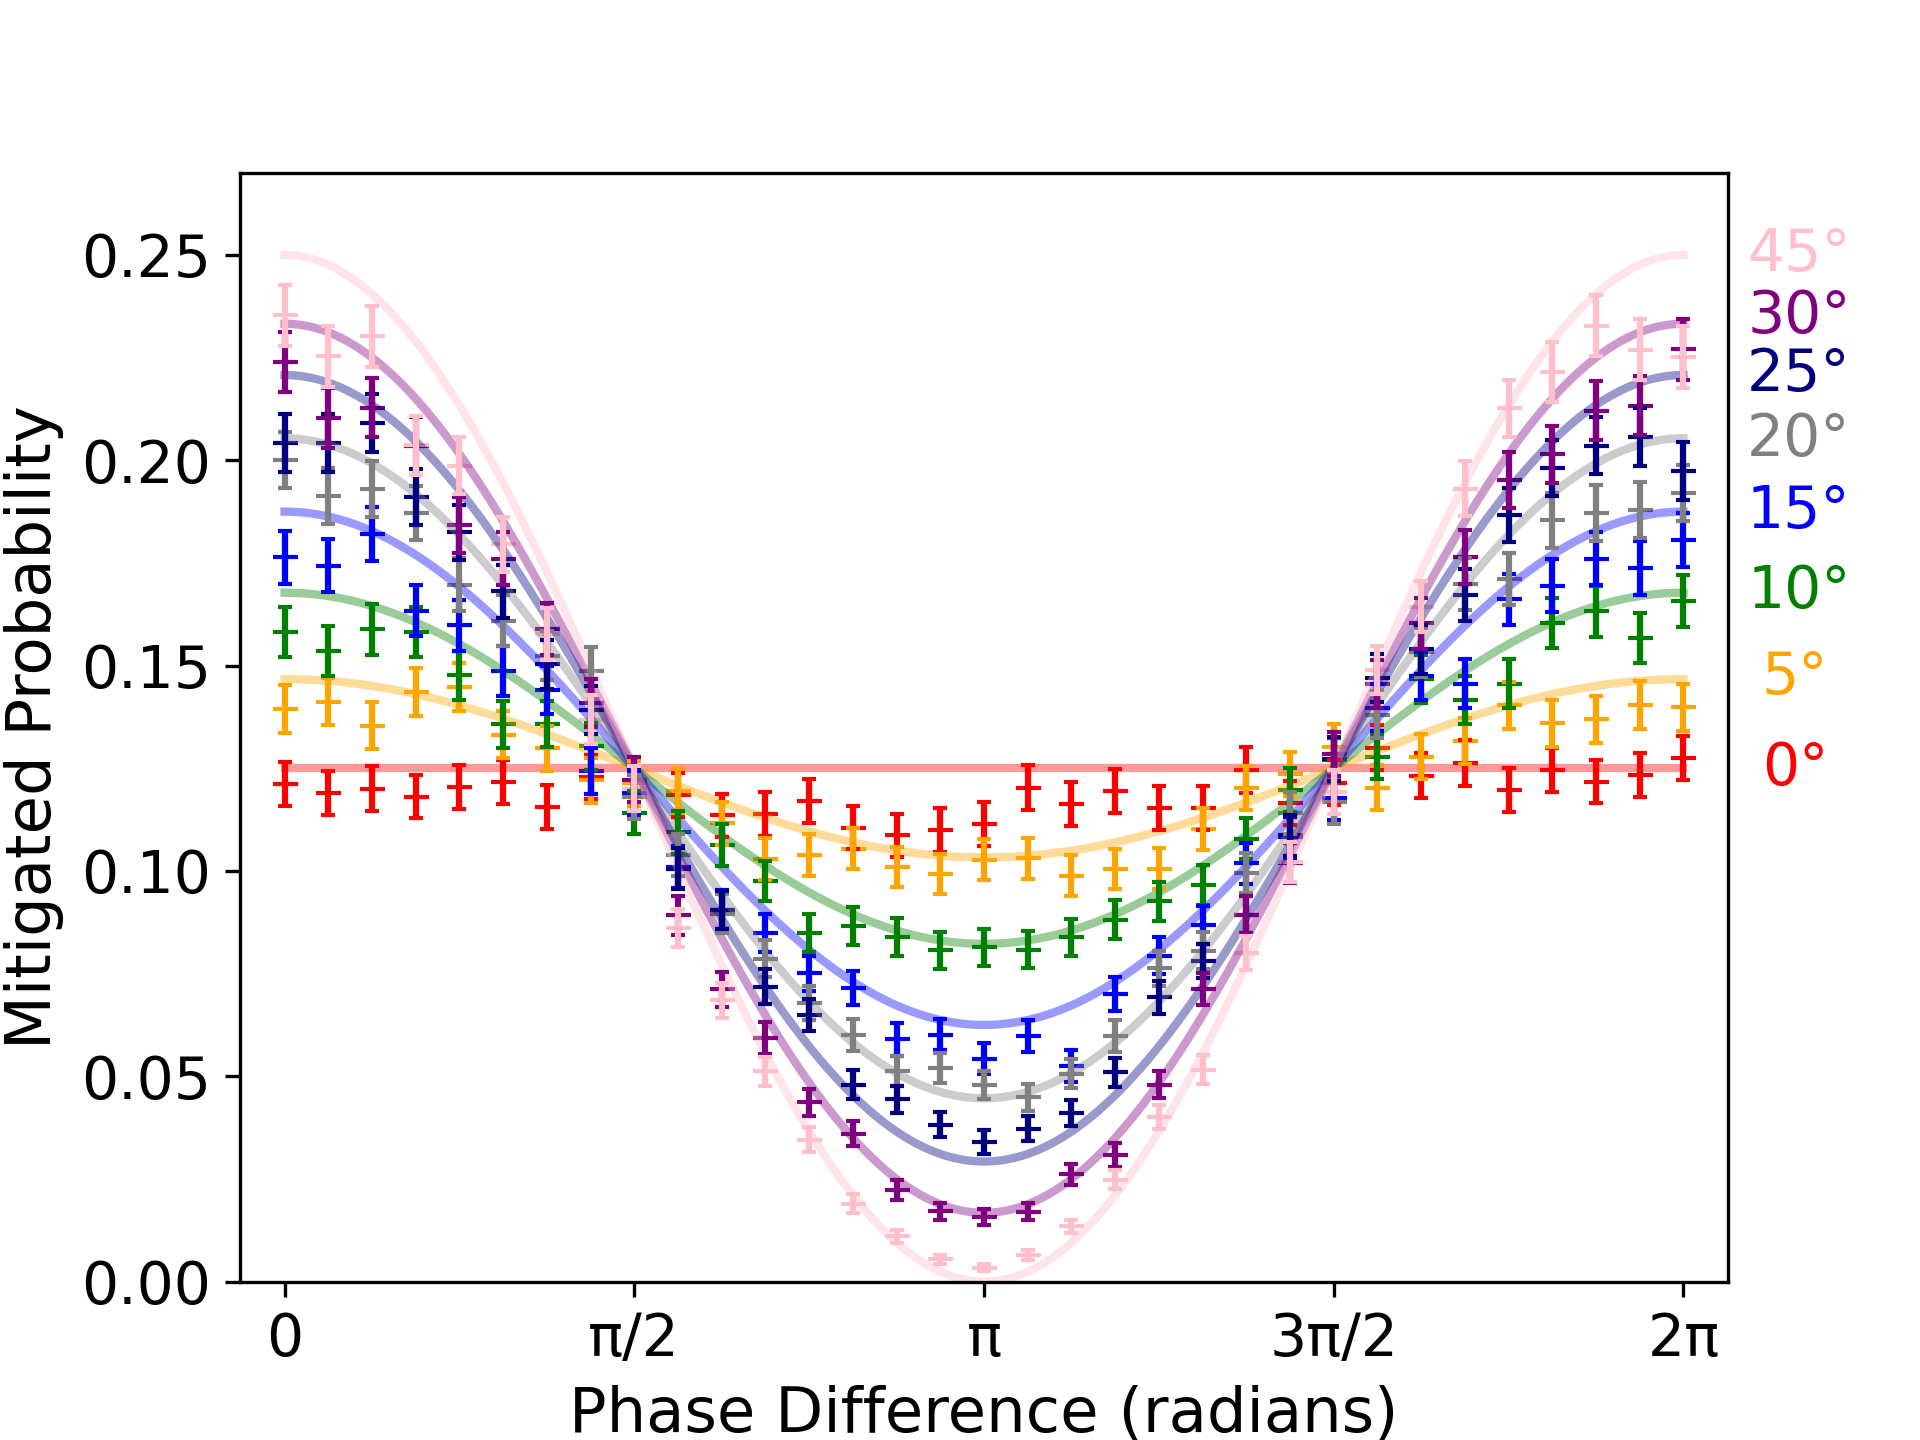 Mitigated Probability
0.25
0.20
0.15
0.10
0.05
0.00
0
π/2
π
3π/2
2π
Phase Difference (radians)
45°
30°
25°
20°
15°
10°
5°
0°